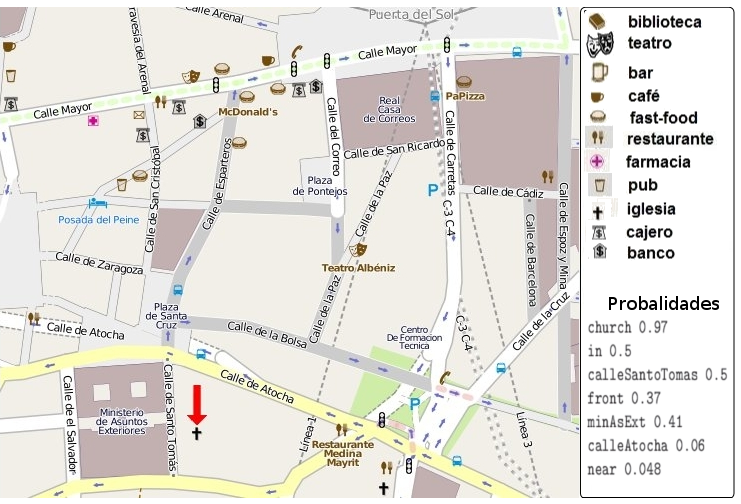 Calle Arenal
Puerta del Sol
Travesía del Arenal
Calle Mayor
Calle Mayor
McDonald's
PaPizza
Real
Casa de
Correos
Calle del Correo
Calle de San Ricardo
Calle de Carretas
Plaza
de Pontejos
P
Calle de Cádiz
C-3 C-4
Calle de San Cristóbal
Calle de Esparteros
Calle de la Paz
Posada del Peine
Calle de Barcelona
Calle de Espoz y Mina
Teatro Albéniz
Calle de Zaragoza
Calle de la Paz
Plaza
de Santa
Cruz
Calle de Atocha
Calle de la Bolsa
Centro
De Formacion
Tecnica
C-3 C-4
Calle de la Cruz
Calle de Atocha
P
Ministerio
de Asuntos
Exteriores
Calle de el Salvador
Calle de Santo Tomás
Línea 1
Línea 3
Restaurante
Medina
Mayrit
biblioteca
teatro
bar
café
fast-food
restaurante
farmacia
pub
iglesia
cajero
banco
Probalidades
church 0.97
in 0.5
calleSantoTomas 0.5
front 0.37
minAsExt 0.41
calleAtocha 0.06
near 0.048